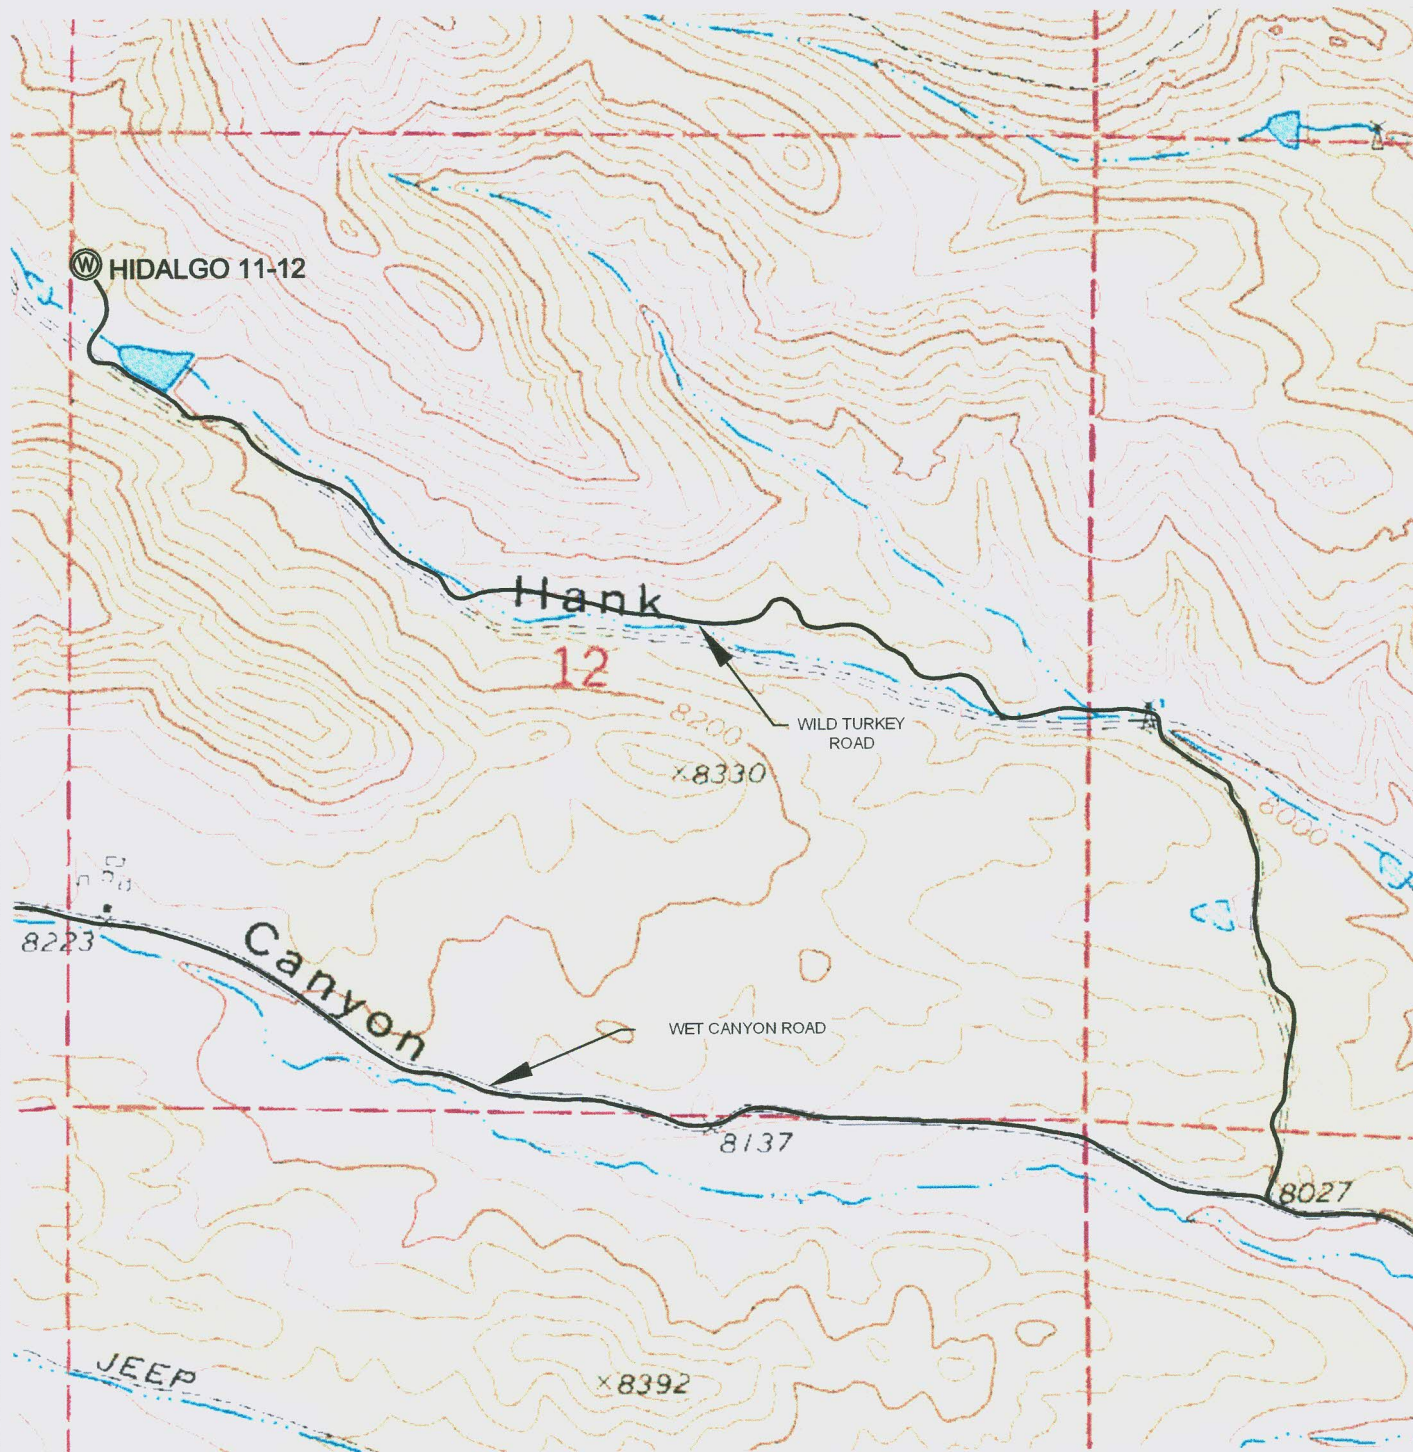 W HIDALGO 11-12
Hank
12
8200
WILD TURKEY
ROAD
×8330
8000
8223
Canyon
WET CANYON ROAD
8137
8027
JEEP
×8392